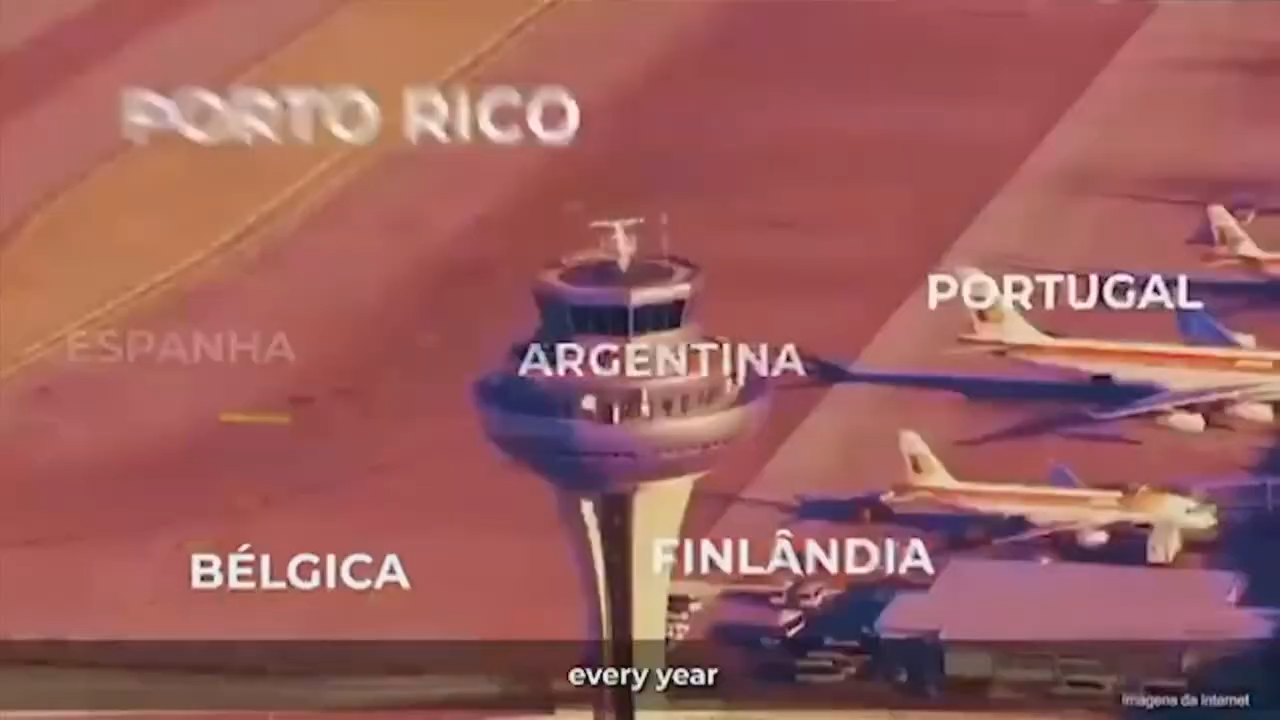 PORTO RICO
PORTUGAL
ESPANHA
ARGENTINA
BÉLGICA
FINLÂNDIA
every year
Imagens da Internet